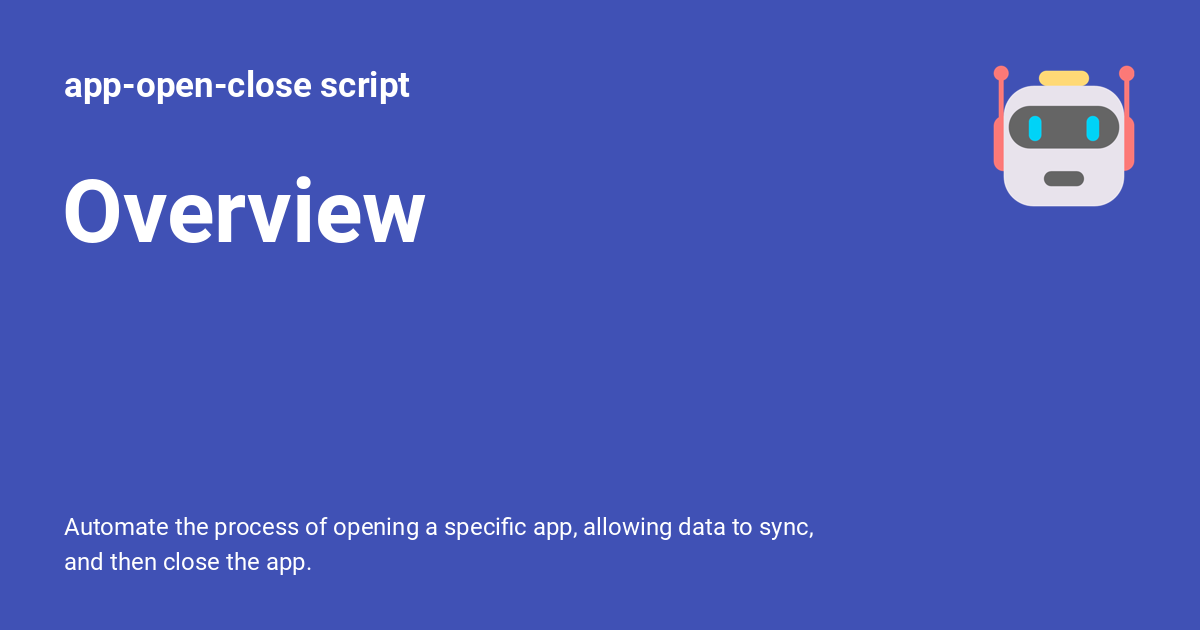 app-open-close script
Overview
Automate the process of opening a specific app, allowing data to sync,
and then close the app.